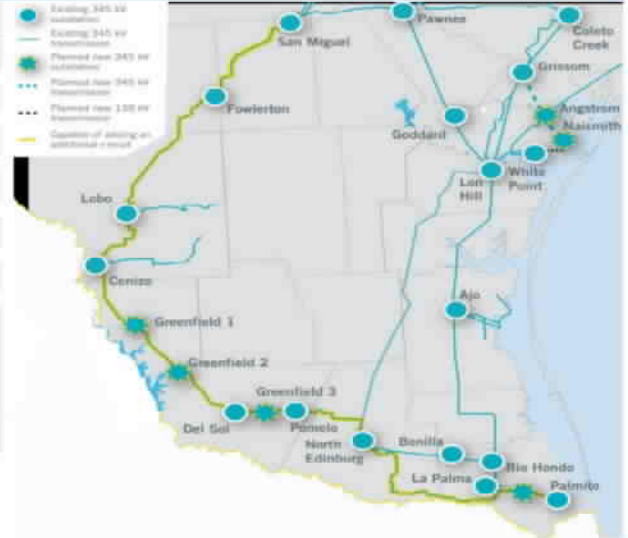 Existing 345 kV
substation
Existing 345 kV
transmission
Planned new 345 kV
substation
Planned new 345 kV
transmission
Planned new 138 kV
transmission
Capable of adding an
additional circuit
San Miguel
Pawnee
Coleto
Creek
Grissom
Fowlerton
Angstrom
Naismith
Goddard
Lon
Hill
White
Point
Lobo
Cenizo
Ajo
Greenfield 1
Greenfield 2
Greenfield 3
Del Sol
Pomelo
North
Edinburg
Bonilla
Rio Hondo
La Palma
Palmito